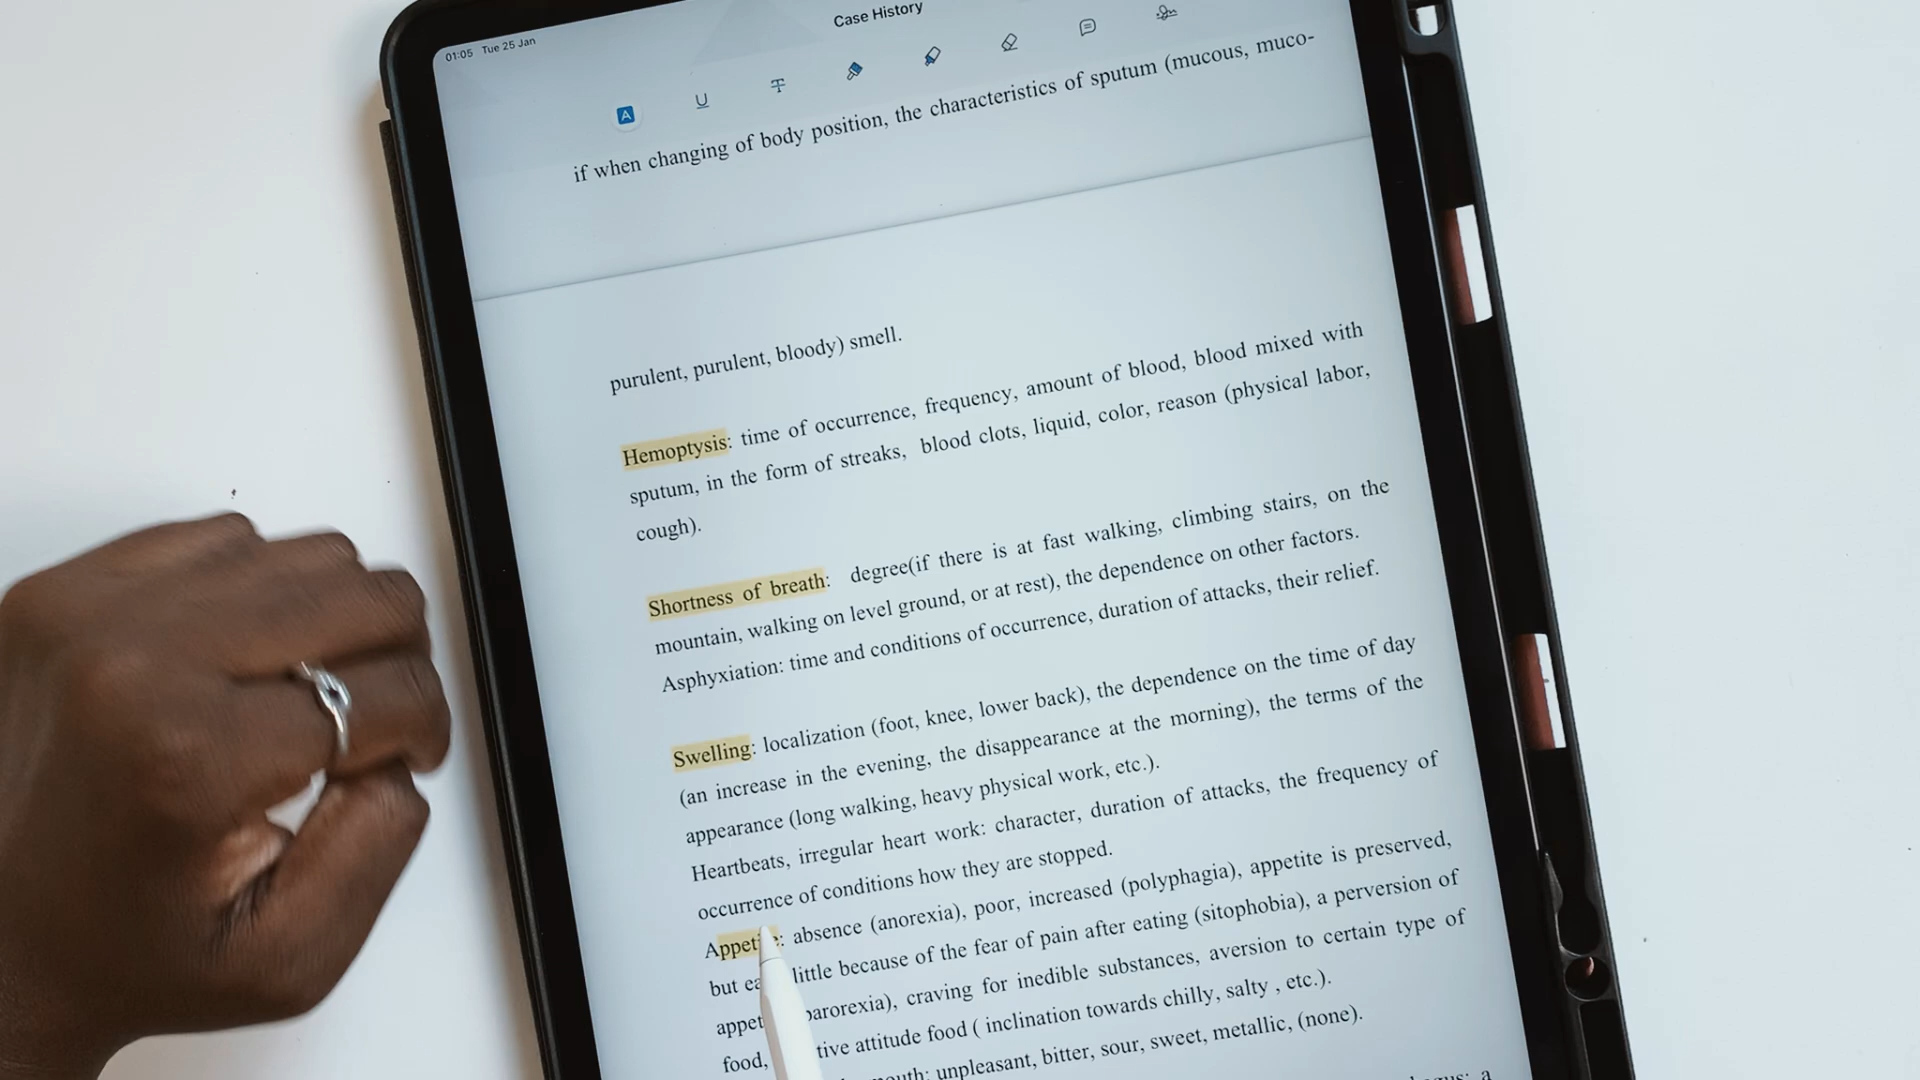 01:05 Tue 25 Jan
Case History
A U T
if when changing of body position, the characteristics of sputum (mucous, muco-
purulent, purulent, bloody) smell.
Hemoptysis: time of occurrence, frequency, amount of blood, blood mixed with
sputum, in the form of streaks, blood clots, liquid, color, reason (physical labor,
cough).
Shortness of breath: degree(if there is at fast walking, climbing stairs, on the
mountain, walking on level ground, or at rest), the dependence on other factors.
Asphyxiation: time and conditions of occurrence, duration of attacks, their relief.
Swelling: localization (foot, knee, lower back), the dependence on the time of day
(an increase in the evening, the disappearance at the morning), the terms of the
appearance (long walking, heavy physical work, etc.).
Heartbeats, irregular heart work: character, duration of attacks, the frequency of
occurrence of conditions how they are stopped.
Appetite: absence (anorexia), poor, increased (polyphagia), appetite is preserved,
but little because of the fear of pain after eating (sitophobia), a perversion of
craving for inedible substances, aversion to certain type of
food, attitude food ( inclination towards chilly, salty , etc.).
unpleasant, bitter, sour, sweet, metallic, (none).
a